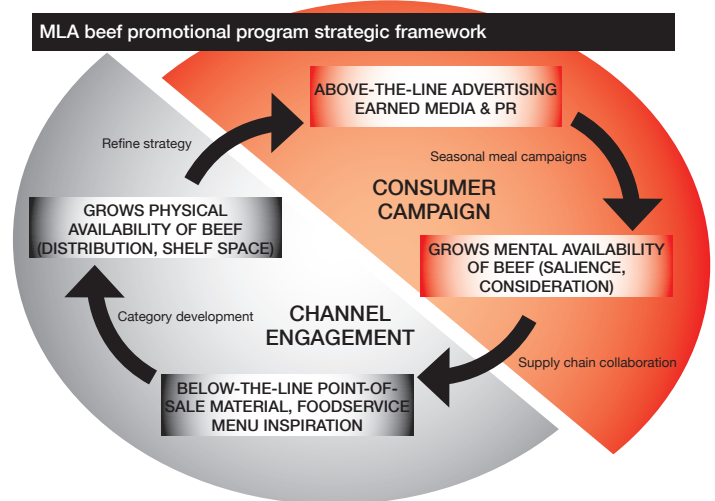 MLA beef promotional program strategic framework
ABOVE-THE-LINE ADVERTISING
EARNED MEDIA & PR
Refine strategy
Seasonal meal campaigns
CONSUMER
CAMPAIGN
GROWS PHYSICAL
AVAILABILITY OF BEEF
(DISTRIBUTION, SHELF SPACE)
GROWS MENTAL AVAILABILITY
OF BEEF (SALIENCE,
CONSIDERATION)
CHANNEL
ENGAGEMENT
Category development
Supply chain collaboration
BELOW-THE-LINE POINT-OF-
SALE MATERIAL, FOODSERVICE
MENU INSPIRATION